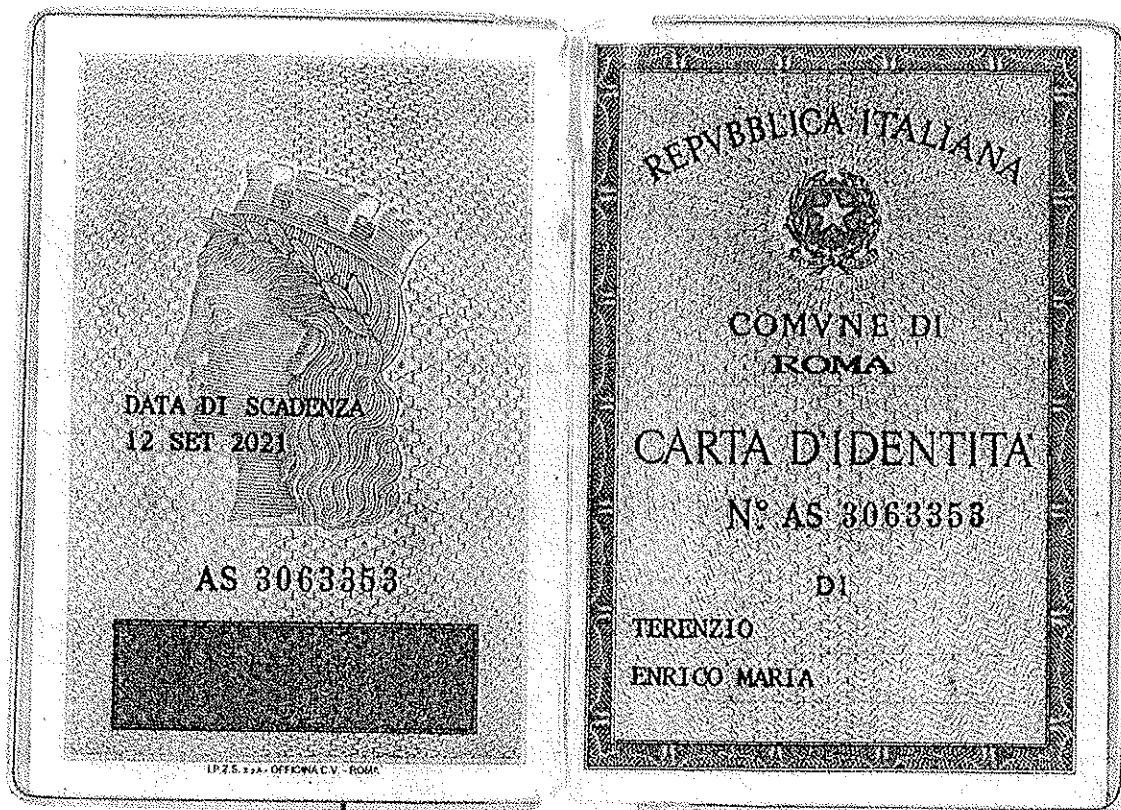 DATA DI SCADENZA
12 SET 2021
AS 3063353
I.P.Z.S. s.p.A. - OFFICINA C.V. - ROMA
REPVBBLICA ITALIANA
COMVNE DI
ROMA
CARTA D'IDENTITA'
N° AS 3063353
DI
TERENZIO
ENRICO MARIA